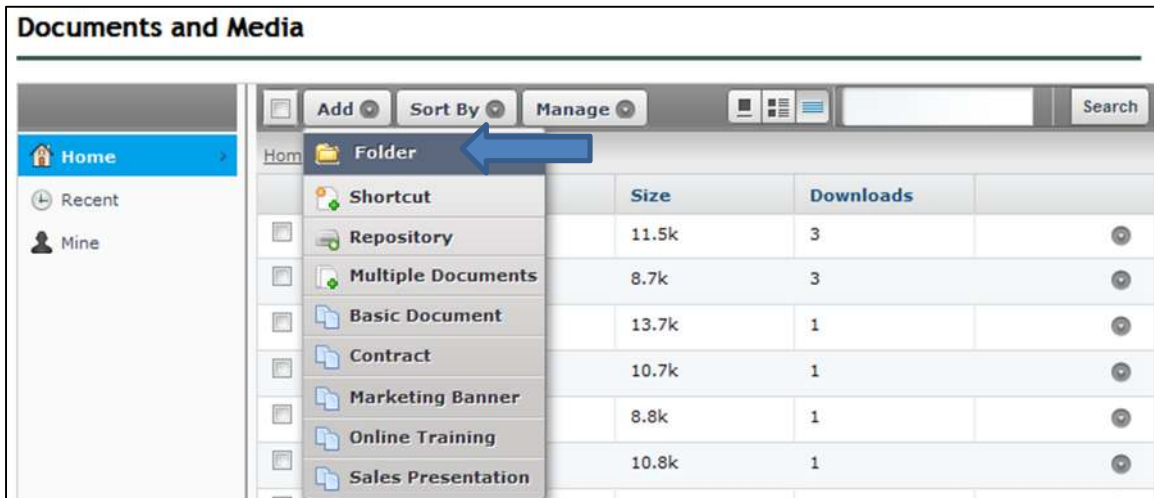 Documents and Media
Add Sort By Manage Search
Home
Recent
Mine
Hom
Folder
Shortcut
Repository
Multiple Documents
Basic Document
Contract
Marketing Banner
Online Training
Sales Presentation
Size Downloads
11.5k 3
8.7k 3
13.7k 1
10.7k 1
8.8k 1
10.8k 1